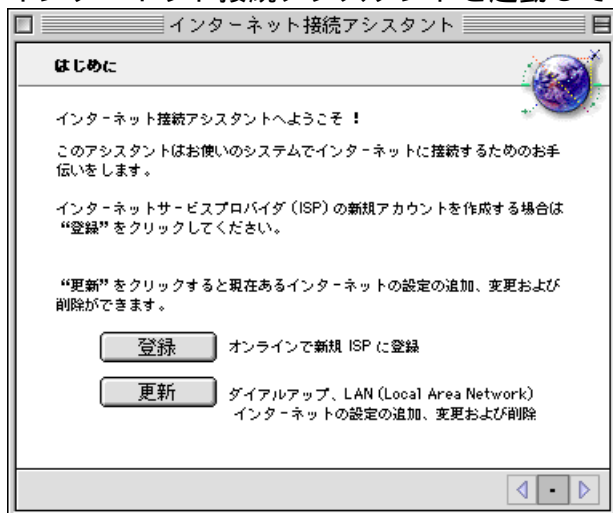 インターネット接続アシスタント
はじめに
インターネット接続アシスタントへようこそ！
このアシスタントはお使いのシステムでインターネットに接続するためのお手
伝いをします。
インターネットサービスプロバイダ（ISP）の新規アカウントを作成する場合は
“登録”をクリックしてください。
“更新”をクリックすると現在あるインターネットの設定の追加、変更および
削除ができます。
登録 オンラインで新規 ISP に登録
更新 ダイアルアップ、LAN（Local Area Network）
インターネットの設定の追加、変更および削除